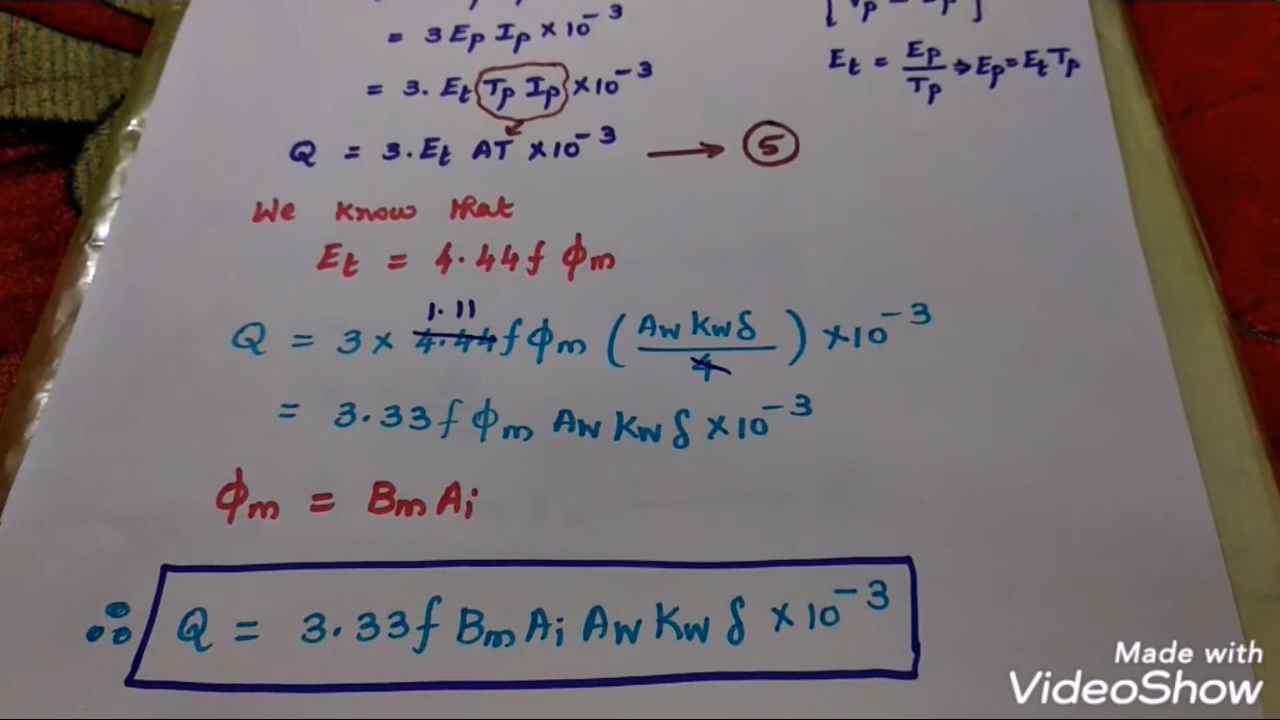 = 3 Ep Ip × 10⁻³
= 3. Et Tp Ip × 10⁻³
Et = Ep/Tp ⇒ Ep = Et Tp
Q = 3. Et AT × 10⁻³ → ⑤
We know that
Et = 4.44 f ϕm
1.11
Q = 3 × 4.44 f ϕm (Aw Kw δ / 4) × 10⁻³
= 3.33 f ϕm Aw Kw δ × 10⁻³
ϕm = Bm Ai
∴ Q = 3.33 f Bm Ai Aw Kw δ × 10⁻³
Made with
VideoShow